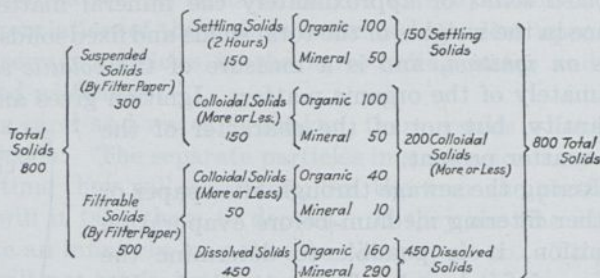 Total
Solids
800
Suspended
Solids
(By Filter Paper)
300
Filtrable
Solids
(By Filter Paper)
500
Settling Solids
(2 Hours)
150
Colloidal Solids
(More or Less)
150
Colloidal Solids
(More or Less)
50
Dissolved Solids
450
Organic 100
Mineral 50
Organic 100
Mineral 50
Organic 40
Mineral 10
Organic 160
Mineral 290
150 Settling
Solids
200 Colloidal
Solids
(More or Less)
450 Dissolved
Solids
800 Total
Solids